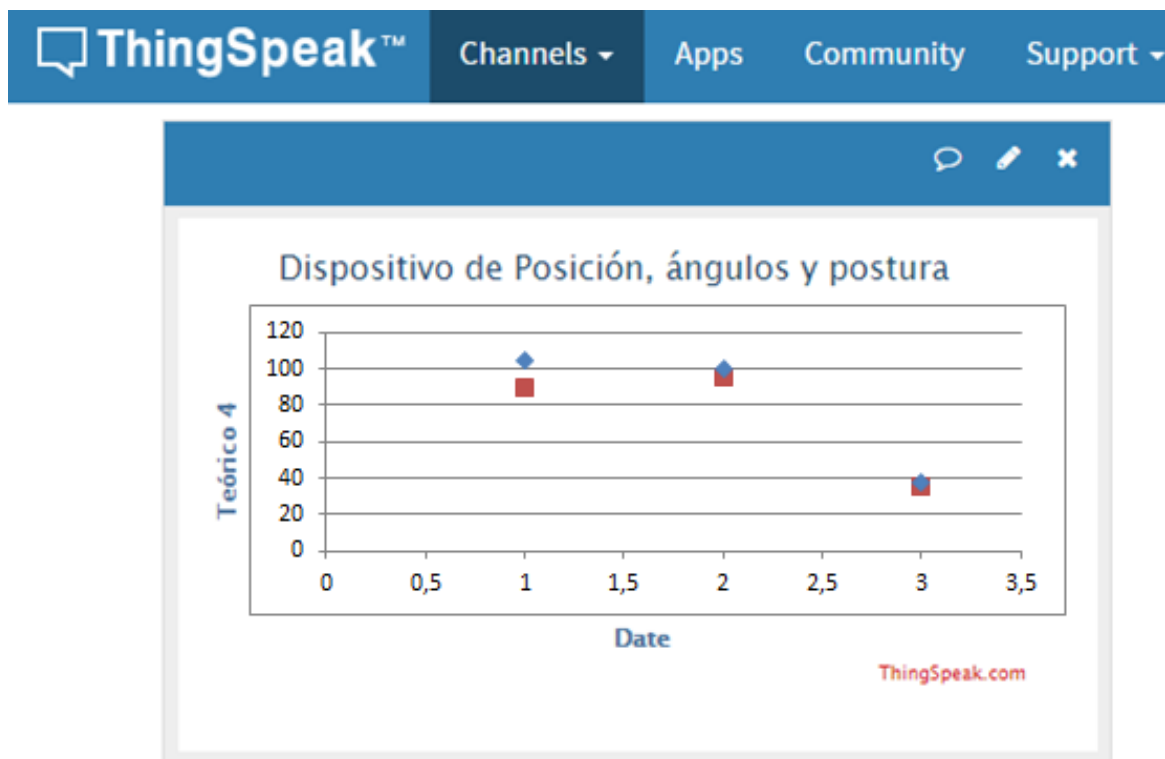 ThingSpeak™ Channels Apps Community Support
Dispositivo de Posición, ángulos y postura
120
100
80
60
40
20
0
Teórico 4
0 0,5 1 1,5 2 2,5 3 3,5
Date
ThingSpeak.com